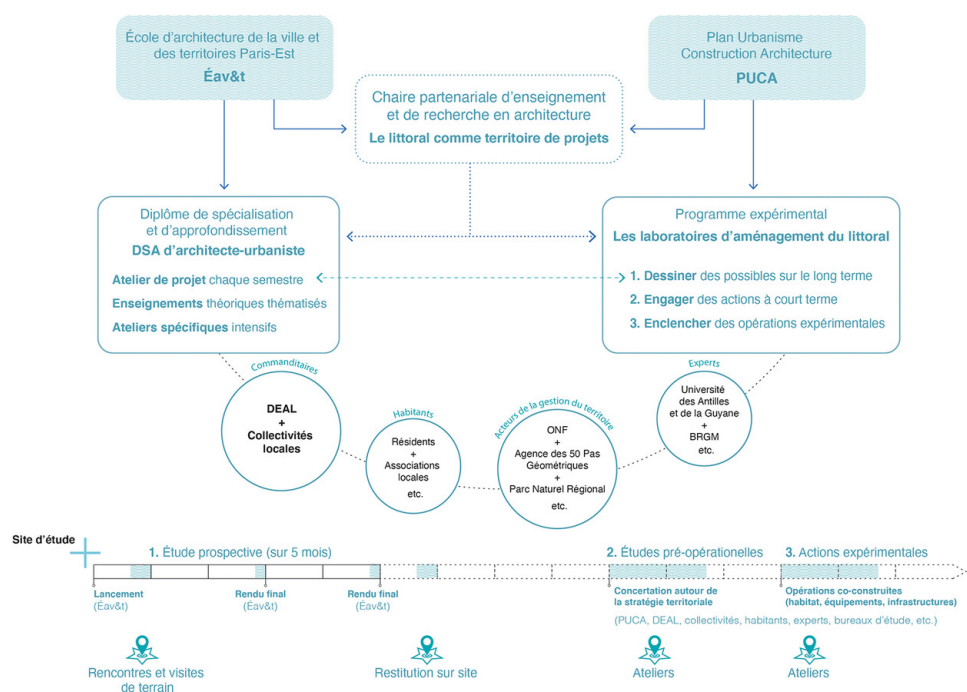 École d'architecture de la ville et
des territoires Paris-Est
Éav&t
Plan Urbanisme
Construction Architecture
PUCA
Chaire partenariale d'enseignement
et de recherche en architecture
Le littoral comme territoire de projets
Diplôme de spécialisation
et d'approfondissement
DSA d'architecte-urbaniste
Atelier de projet chaque semestre
Enseignements théoriques thématisés
Ateliers spécifiques intensifs
Programme expérimental
Les laboratoires d'aménagement du littoral
1. Dessiner des possibles sur le long terme
2. Engager des actions à court terme
3. Enclencher des opérations expérimentales
Commanditaires
DEAL
+
Collectivités
locales
Habitants
Résidents
+
Associations
locales
etc.
Acteurs de la gestion du territoire
ONF
+
Agence des 50 Pas
Géométriques
+
Parc Naturel Régional
etc.
Experts
Université
des Antilles
et de la Guyane
+
BRGM
etc.
Site d'étude
1. Étude prospective (sur 5 mois)
2. Études pré-opérationelles
3. Actions expérimentales
Lancement
(Éav&t)
Rendu final
(Éav&t)
Rendu final
(Éav&t)
Concertation autour de
la stratégie territoriale
Opérations co-construites
(habitat, équipements, infrastructures)
(PUCA, DEAL, collectivités, habitants, experts, bureaux d'étude, etc.)
Rencontres et visites
de terrain
Restitution sur site
Ateliers
Ateliers